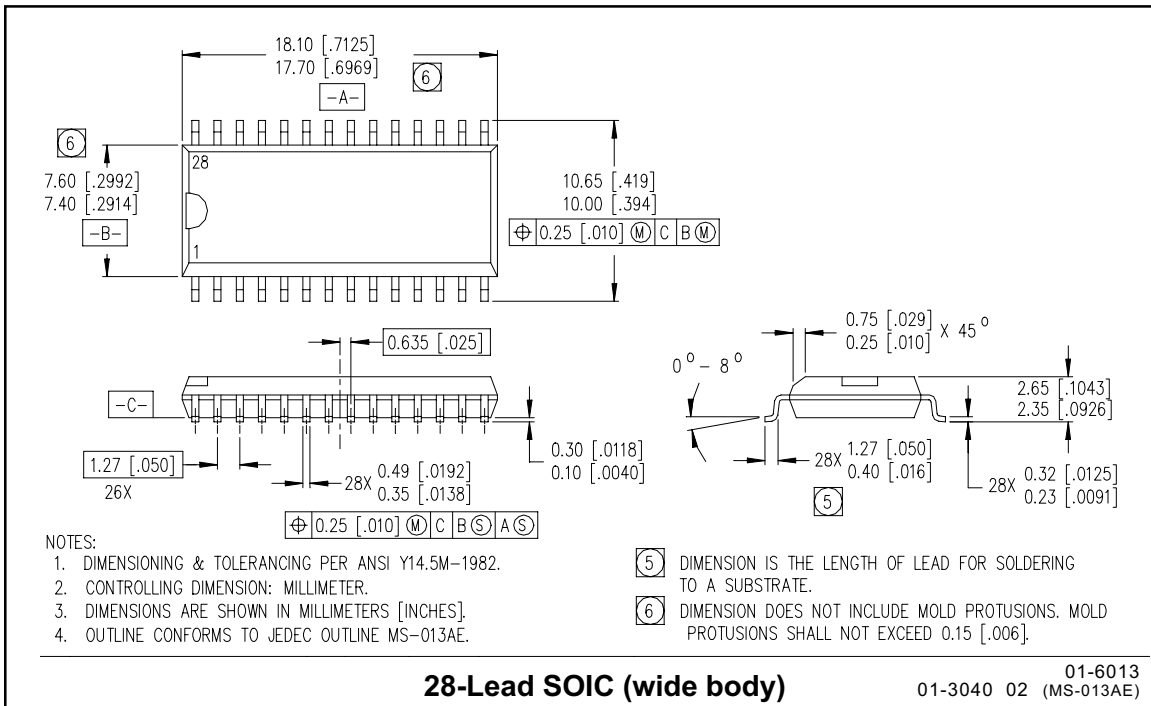 18.10 [.7125]
17.70 [.6969]
6
-A-
6
28
7.60 [.2992]
7.40 [.2914]
-B-
1
10.65 [.419]
10.00 [.394]
⌖ 0.25 [.010] Ⓜ C B Ⓜ
0.635 [.025]
-C-
1.27 [.050]
26X
28X 0.49 [.0192]
0.35 [.0138]
⌖ 0.25 [.010] Ⓜ C B Ⓢ A Ⓢ
0.30 [.0118]
0.10 [.0040]
0.75 [.029]
0.25 [.010] X 45°
0° – 8°
2.65 [.1043]
2.35 [.0926]
28X 1.27 [.050]
0.40 [.016]
5
28X 0.32 [.0125]
0.23 [.0091]
NOTES:
1. DIMENSIONING & TOLERANCING PER ANSI Y14.5M-1982.
2. CONTROLLING DIMENSION: MILLIMETER.
3. DIMENSIONS ARE SHOWN IN MILLIMETERS [INCHES].
4. OUTLINE CONFORMS TO JEDEC OUTLINE MS-013AE.
5 DIMENSION IS THE LENGTH OF LEAD FOR SOLDERING
TO A SUBSTRATE.
6 DIMENSION DOES NOT INCLUDE MOLD PROTUSIONS. MOLD
PROTUSIONS SHALL NOT EXCEED 0.15 [.006].
28-Lead SOIC (wide body)
01-6013
01-3040 02 (MS-013AE)